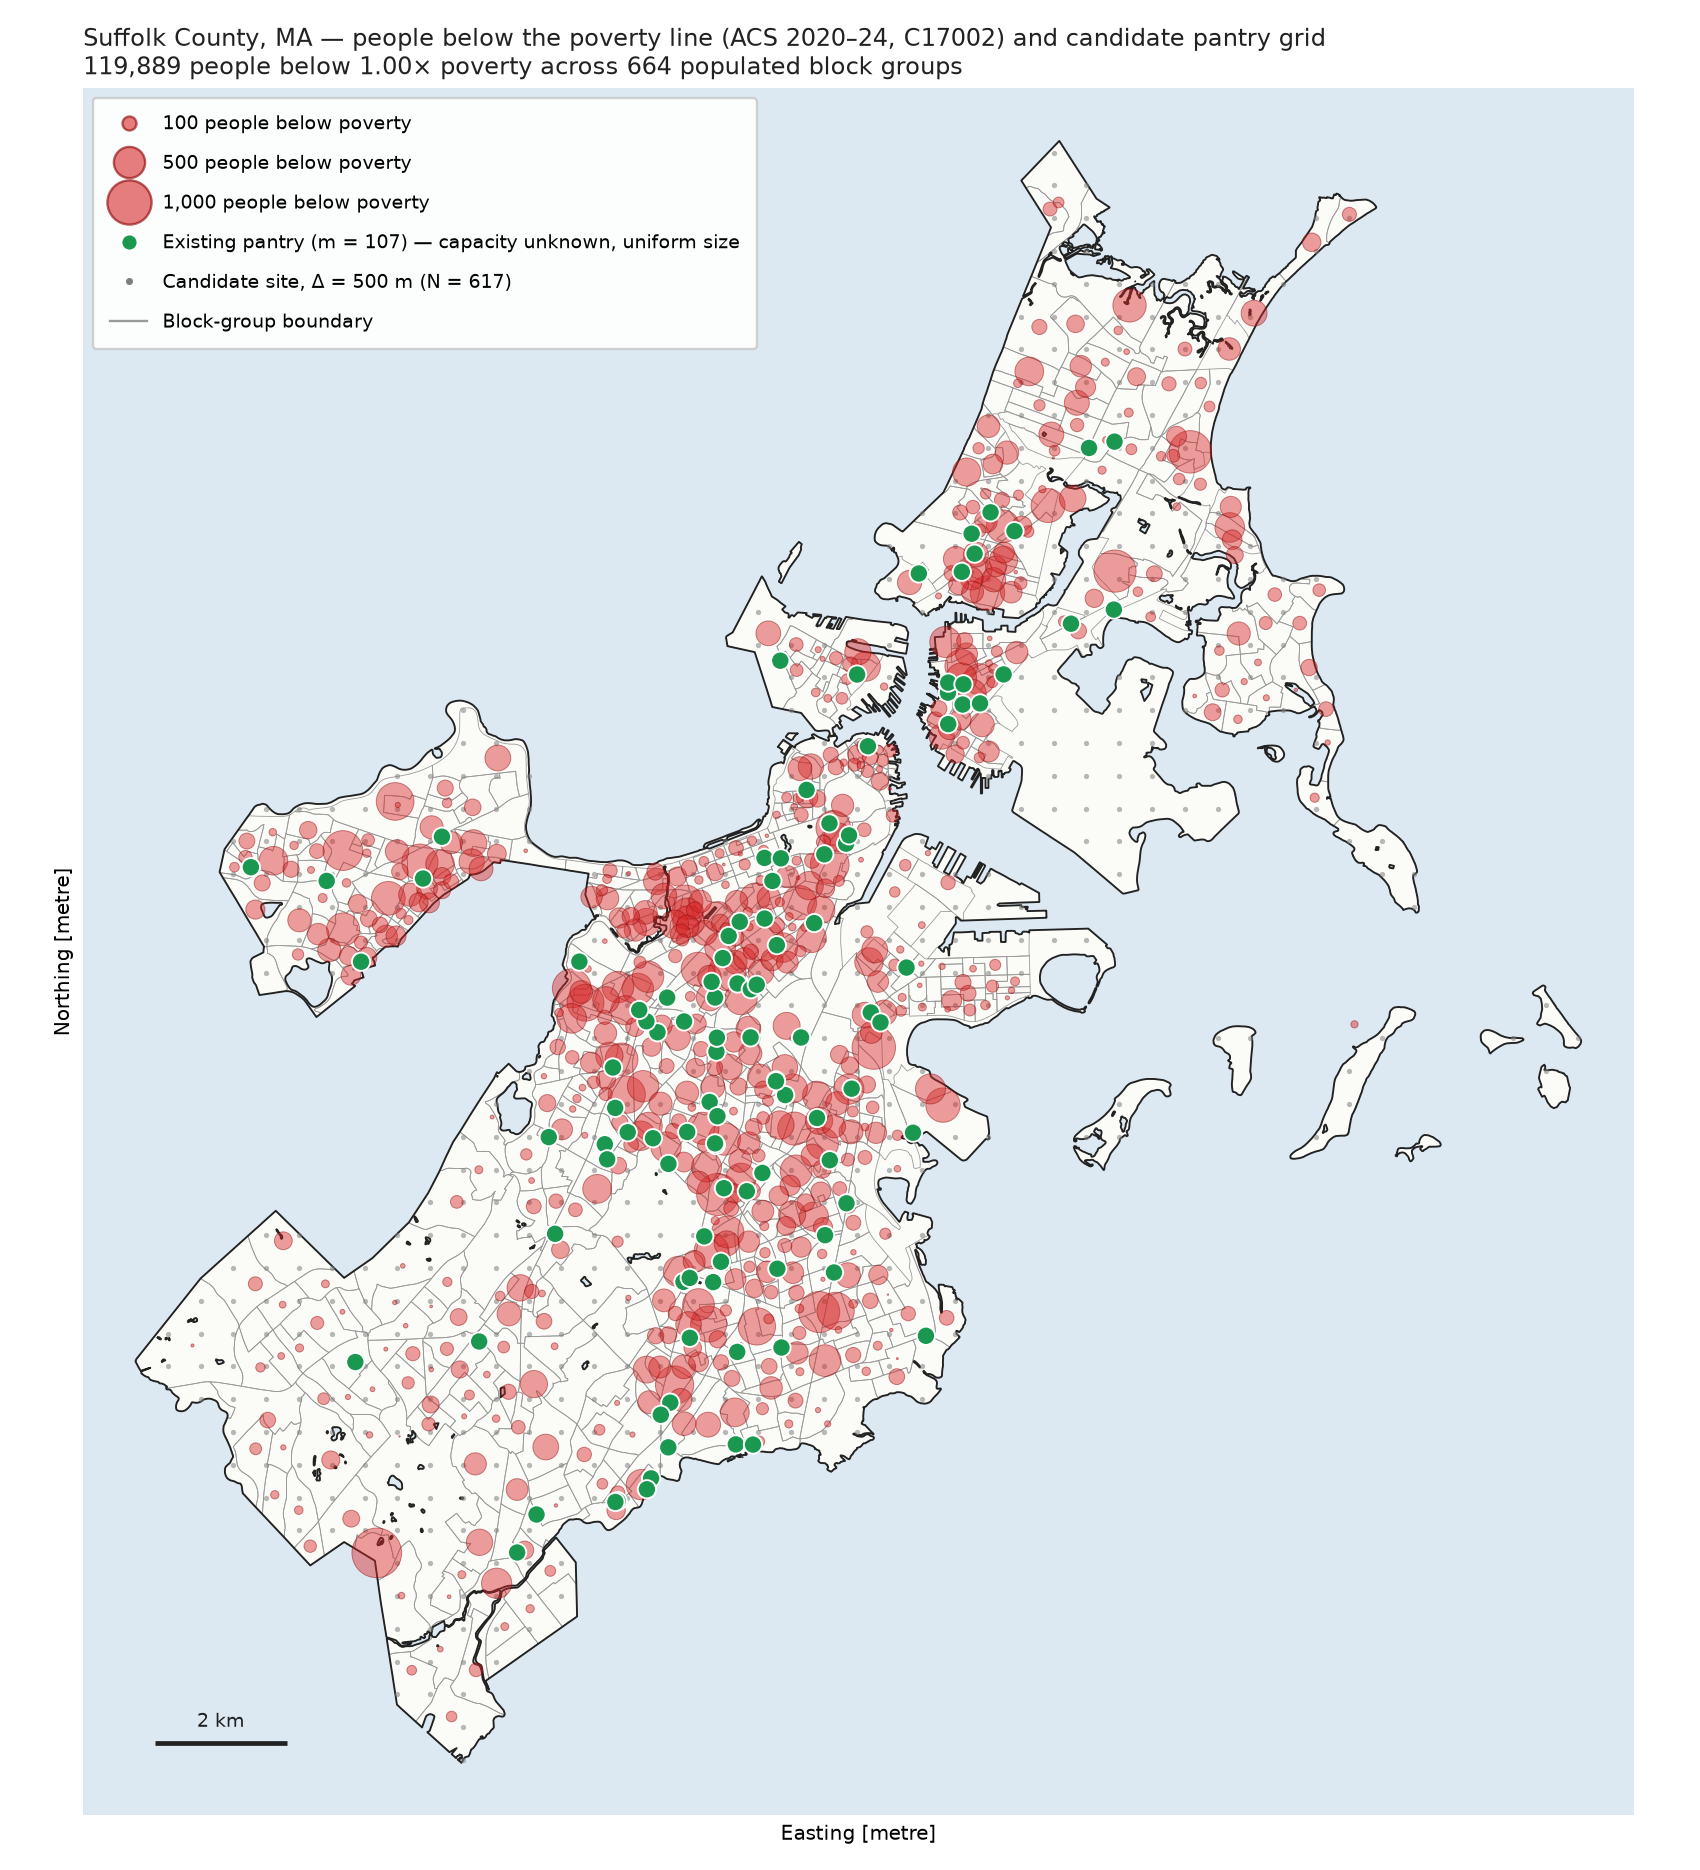 Suffolk County, MA — people below the poverty line (ACS 2020–24, C17002) and candidate pantry grid
119,889 people below 1.00× poverty across 664 populated block groups
100 people below poverty
500 people below poverty
1,000 people below poverty
Existing pantry (m = 107) — capacity unknown, uniform size
Candidate site, Δ = 500 m (N = 617)
Block-group boundary
Northing [metre]
2 km
Easting [metre]